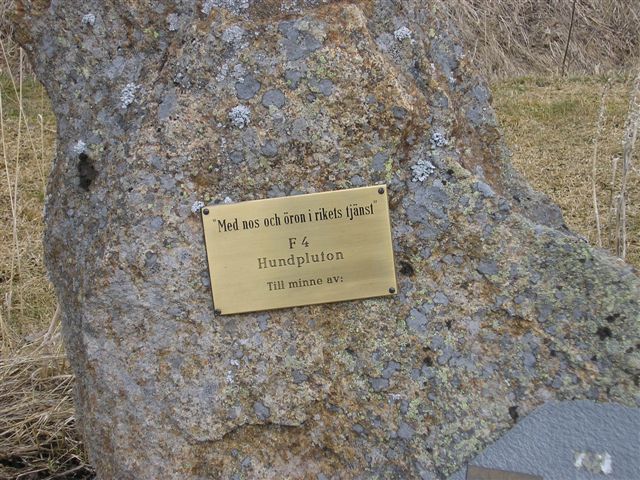 "Med nos och öron i rikets tjänst"
F 4
Hundpluton
Till minne av: